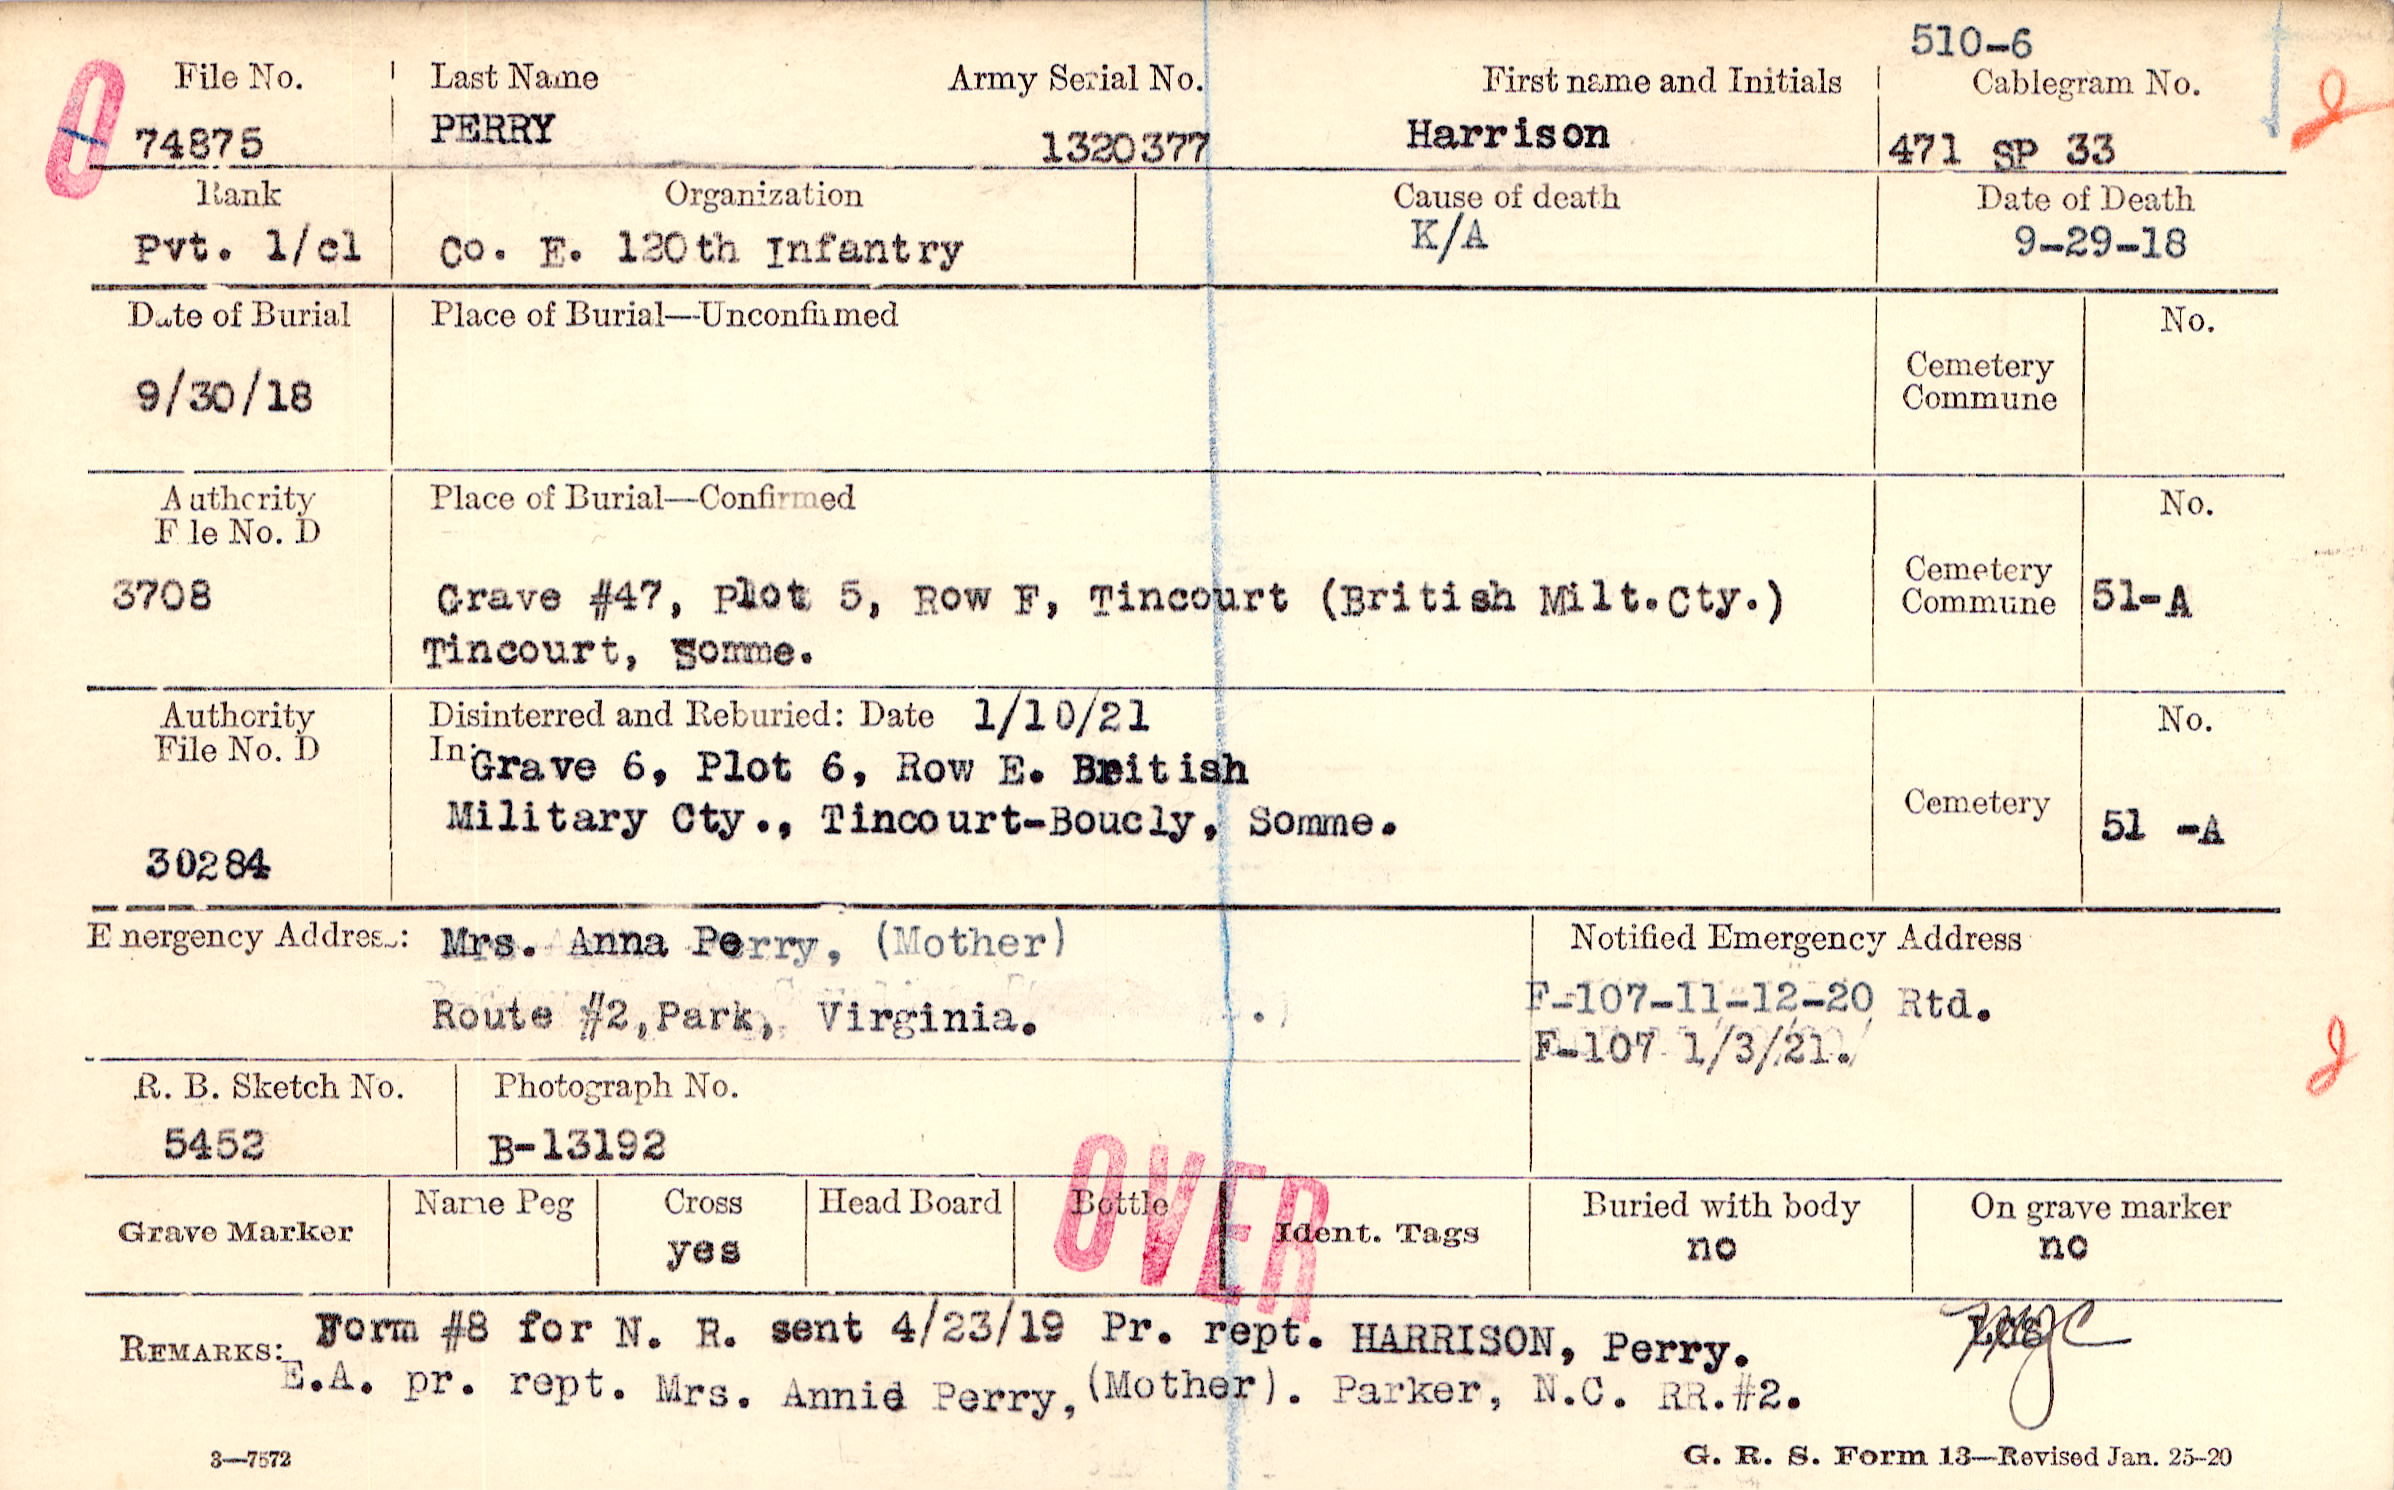 510-6
File No. Last Name Army Serial No. First name and Initials Cablegram No.
74875 PERRY 1320377 Harrison 471 SP 33
Rank Organization Cause of death Date of Death
Pvt. 1/cl Co. E. 120th Infantry K/A 9-29-18
Date of Burial Place of Burial—Unconfirmed No.
9/30/18 Cemetery
Commune
Authority Place of Burial—Confirmed No.
File No. D
3708 Grave #47, Plot 5, Row F, Tincourt (British Milt.Cty.) Cemetery
Commune 51-A
Tincourt, Somme.
Authority Disinterred and Reburied: Date 1/10/21 No.
File No. D In Grave 6, Plot 6, Row E. British
Military Cty., Tincourt-Boucly, Somme. Cemetery 51 -A
30284
Emergency Address: Mrs. Anna Perry, (Mother) Notified Emergency Address
Route #2,Park, Virginia. F-107-11-12-20 Rtd.
F-107 1/3/21.
R. B. Sketch No. Photograph No.
5452 B-13192
OVER
Grave Marker Name Peg Cross Head Board Bottle Ident. Tags Buried with body On grave marker
yes no no
REMARKS: Form #8 for N. R. sent 4/23/19 Pr. rept. HARRISON, Perry.
E.A. pr. rept. Mrs. Annie Perry, (Mother). Parker, N.C. RR.#2.
3—7572 G. R. S. Form 13—Revised Jan. 25-20